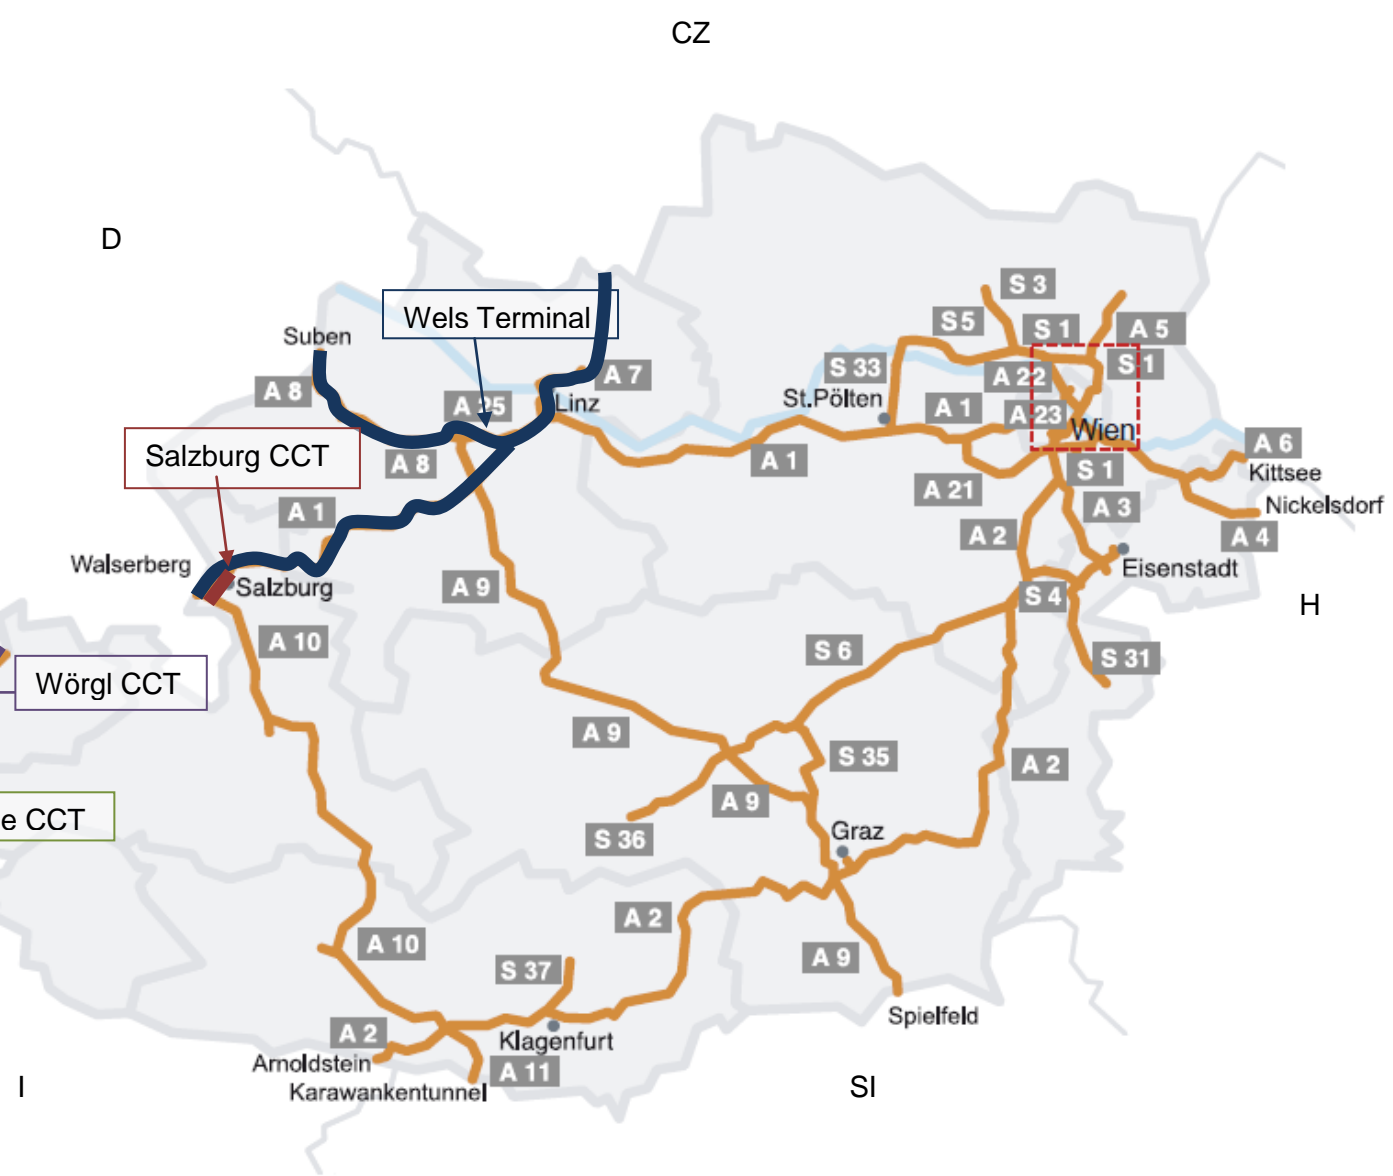 CZ
D
S 3
Wels Terminal
S 5
S 1
A 5
Suben
S 33
S 1
A 7
A 22
A 8
St.Pölten
A 25
Linz
A 1
A 23
Wien
Salzburg CCT
A 8
A 1
S 1
A 6
Kittsee
A 21
Nickelsdorf
A 1
A 3
A 2
A 4
Walserberg
Eisenstadt
Salzburg
A 9
S 4
H
A 10
S 6
S 31
Wörgl CCT
A 9
S 35
A 2
A 9
e CCT
S 36
Graz
A 2
A 10
S 37
A 9
Spielfeld
A 2
Klagenfurt
Arnoldstein
A 11
Karawankentunnel
I
SI